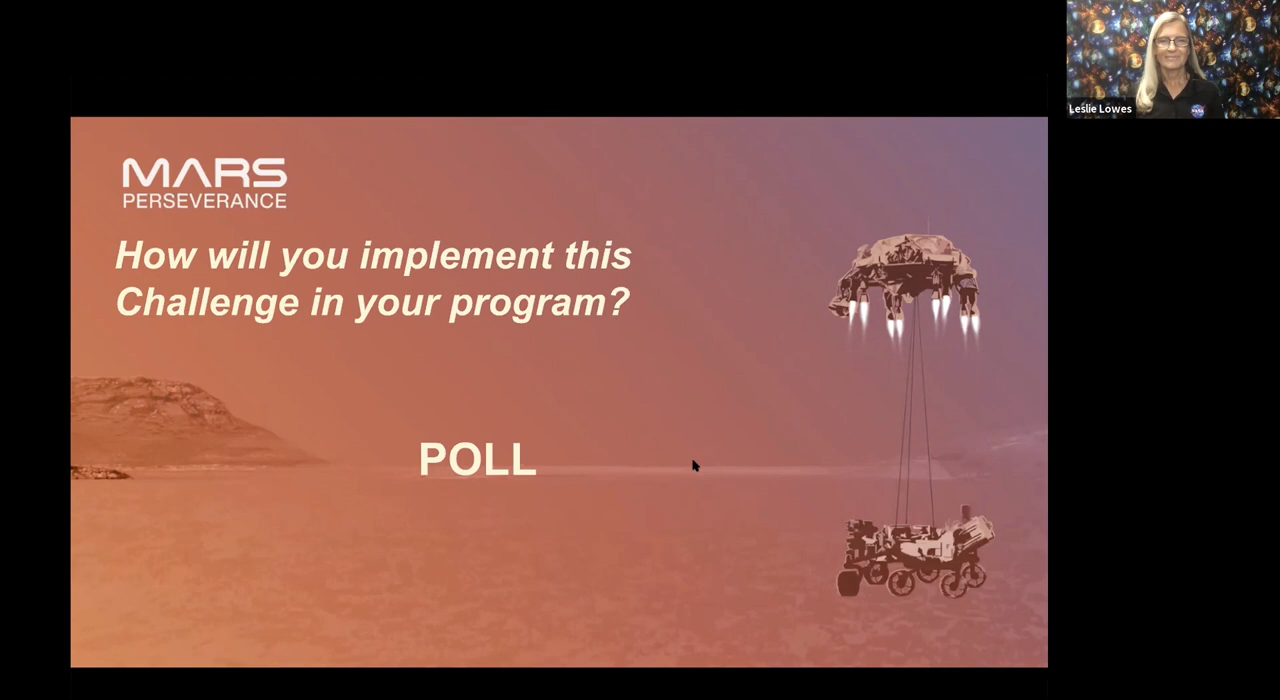 MARS
PERSEVERANCE
How will you implement this
Challenge in your program?
POLL
Leslie Lowes